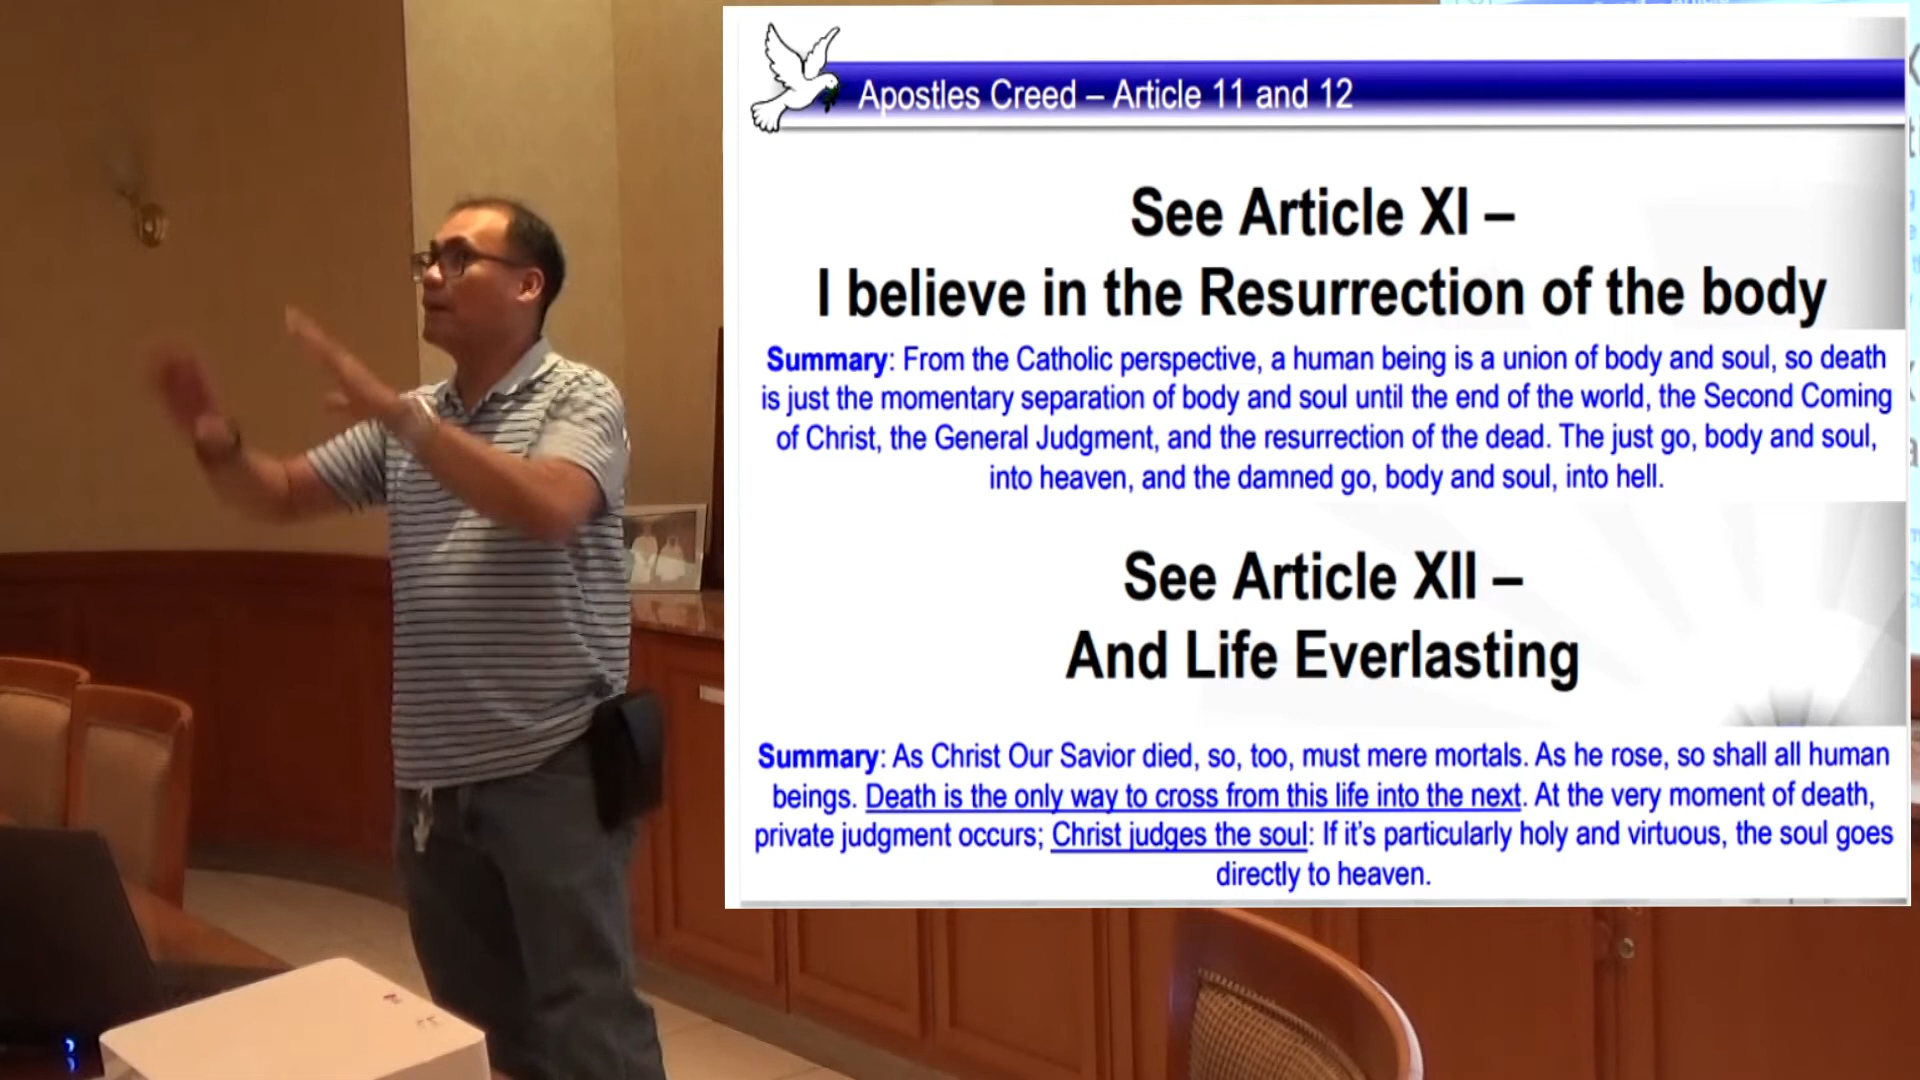 Apostles Creed – Article 11 and 12
See Article XI –
I believe in the Resurrection of the body
Summary: From the Catholic perspective, a human being is a union of body and soul, so death
is just the momentary separation of body and soul until the end of the world, the Second Coming
of Christ, the General Judgment, and the resurrection of the dead. The just go, body and soul,
into heaven, and the damned go, body and soul, into hell.
See Article XII –
And Life Everlasting
Summary: As Christ Our Savior died, so, too, must mere mortals. As he rose, so shall all human
beings. Death is the only way to cross from this life into the next. At the very moment of death,
private judgment occurs; Christ judges the soul: If it's particularly holy and virtuous, the soul goes
directly to heaven.